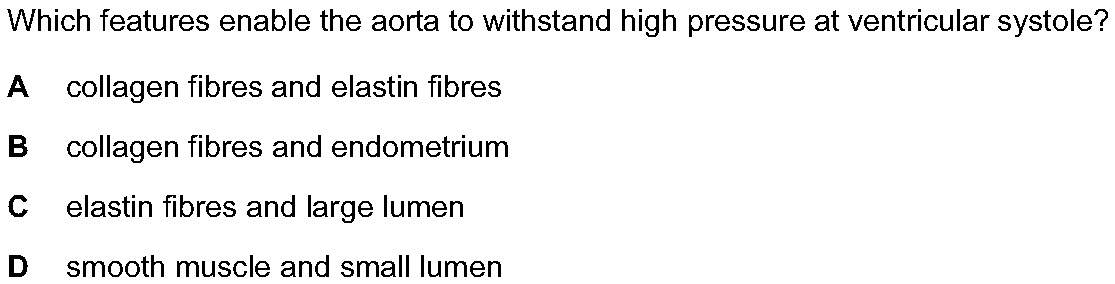 Which features enable the aorta to withstand high pressure at ventricular systole?
A collagen fibres and elastin fibres
B collagen fibres and endometrium
C elastin fibres and large lumen
D smooth muscle and small lumen